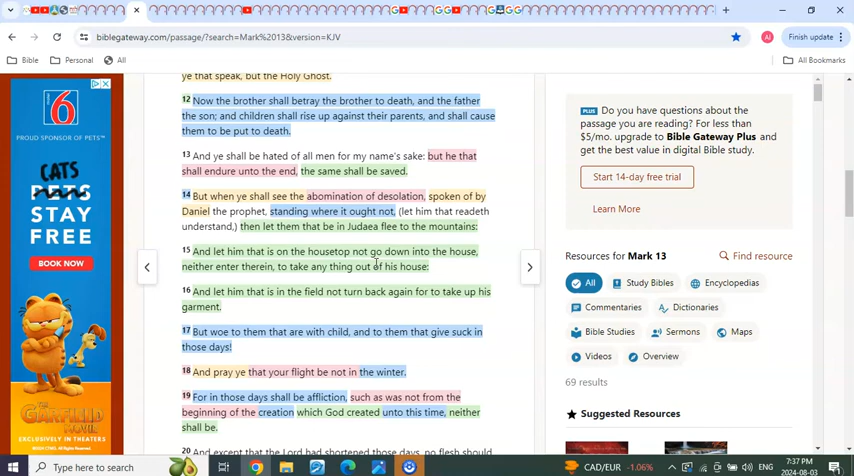 Finish update
biblegateway.com/passage/?search=Mark%2013&version=KJV
AI
Bible
Personal
All
All Bookmarks
ye that speak, but the Holy Ghost.
12 Now the brother shall betray the brother to death, and the father
the son; and children shall rise up against their parents, and shall cause
them to be put to death.
13 And ye shall be hated of all men for my name's sake: but he that
shall endure unto the end, the same shall be saved.
14 But when ye shall see the abomination of desolation, spoken of by
Daniel the prophet, standing where it ought not, (let him that readeth
understand,) then let them that be in Judaea flee to the mountains:
15 And let him that is on the housetop not go down into the house,
neither enter therein, to take any thing out of his house:
16 And let him that is in the field not turn back again for to take up his
garment.
17 But woe to them that are with child, and to them that give suck in
those days!
18 And pray ye that your flight be not in the winter.
19 For in those days shall be affliction, such as was not from the
beginning of the creation which God created unto this time, neither
shall be.
20 And except that the Lord had shortened those days, no flesh should
6
PROUD SPONSOR OF PETS™
CATS
PETS
STAY
FREE
BOOK NOW
THE
GARFIELD
MOVIE
EXCLUSIVELY IN THEATERS
PLUS Do you have questions about the
passage you are reading? For less than
$5/mo. upgrade to Bible Gateway Plus and
get the best value in digital Bible study.
Start 14-day free trial
Learn More
Resources for Mark 13
Find resource
All
Study Bibles
Encyclopedias
Commentaries
Dictionaries
Bible Studies
Sermons
Maps
Videos
Overview
69 results
Suggested Resources
Type here to search
CAD/EUR -1.06%
ENG
7:37 PM
2024-08-03